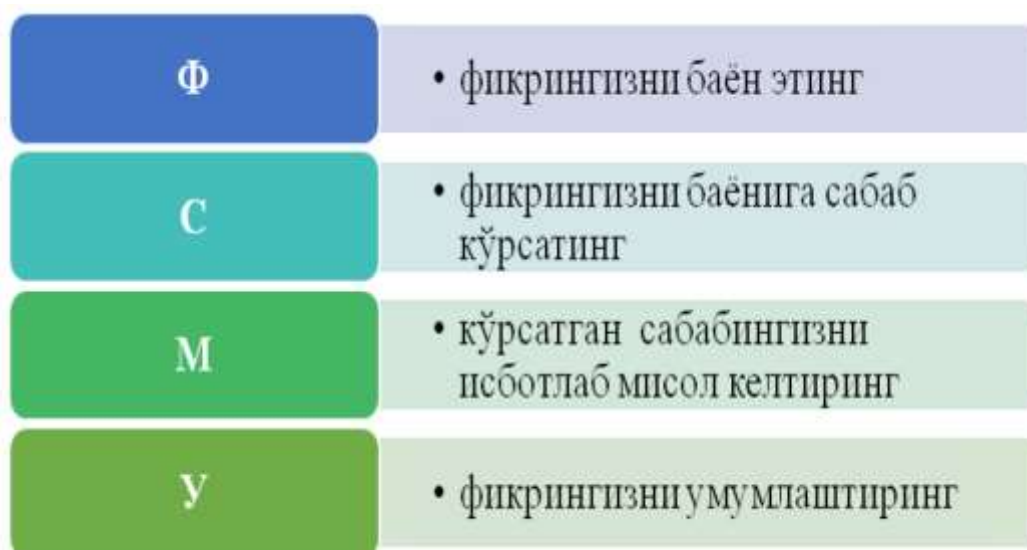 Ф
• фикрингизни баён этинг
С
• фикрингизни баёнига сабаб
кўрсатинг
М
• кўрсатган сабабингизни
исботлаб мисол келтиринг
У
• фикрингизни умумлаштиринг